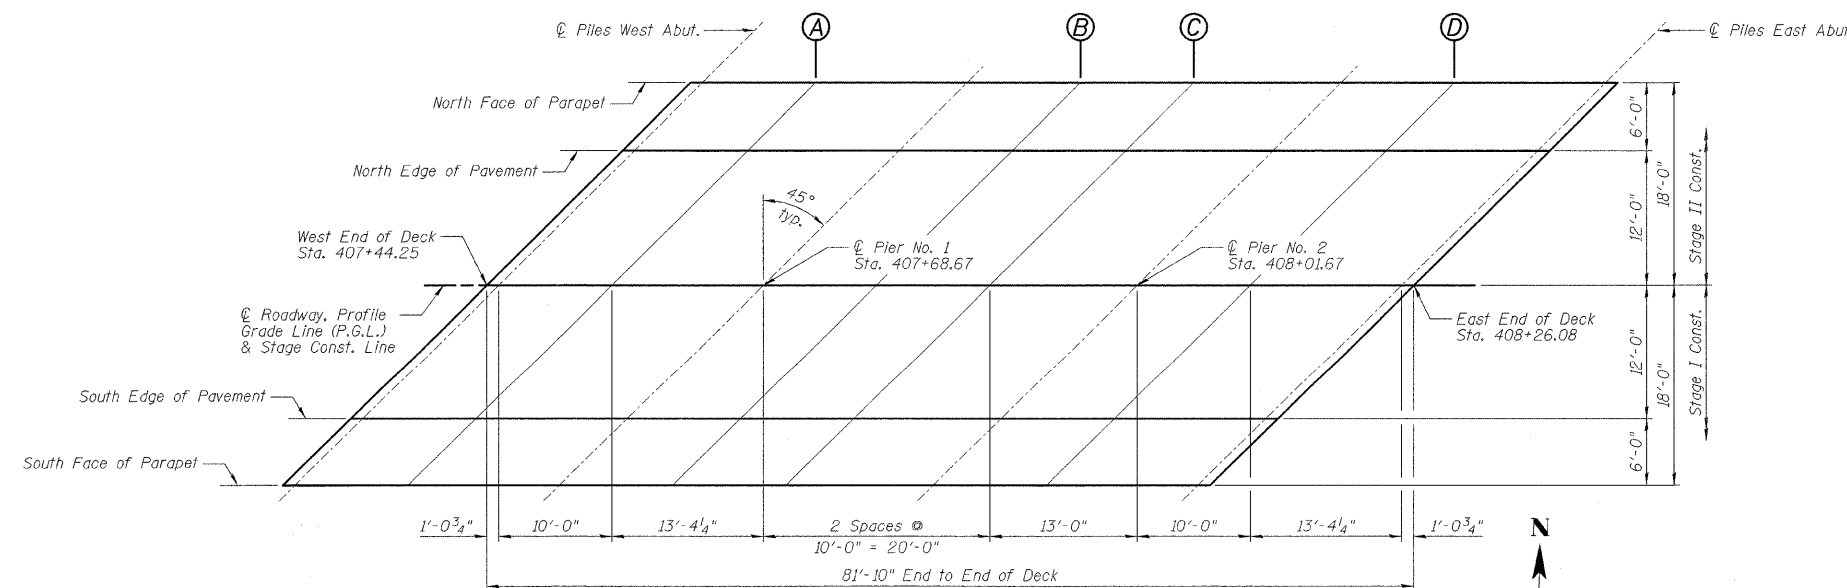 ℄ Piles West Abut.
A
B
C
D
℄ Piles East Abut
North Face of Parapet
North Edge of Pavement
45°
typ.
West End of Deck
Sta. 407+44.25
℄ Pier No. 1
Sta. 407+68.67
℄ Pier No. 2
Sta. 408+01.67
℄ Roadway, Profile
Grade Line (P.G.L.)
& Stage Const. Line
East End of Deck
Sta. 408+26.08
South Edge of Pavement
South Face of Parapet
6'-0"
12'-0"
18'-0"
Stage II Const.
12'-0"
6'-0"
18'-0"
Stage I Const.
1'-0¾"
10'-0"
13'-4¼"
2 Spaces @
10'-0" = 20'-0"
13'-0"
10'-0"
13'-4¼"
1'-0¾"
81'-10" End to End of Deck
N